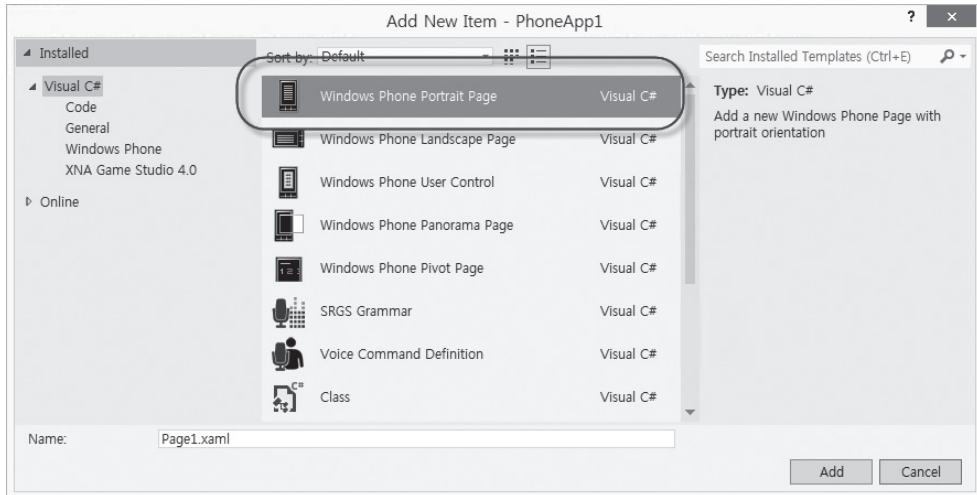 Add New Item - PhoneApp1
?
Installed
Sort by: Default
Search Installed Templates (Ctrl+E)
Visual C#
Code
General
Windows Phone
XNA Game Studio 4.0
Online
Windows Phone Portrait Page Visual C#
Windows Phone Landscape Page Visual C#
Windows Phone User Control Visual C#
Windows Phone Panorama Page Visual C#
Windows Phone Pivot Page Visual C#
SRGS Grammar Visual C#
Voice Command Definition Visual C#
Class Visual C#
Type: Visual C#
Add a new Windows Phone Page with
portrait orientation
Name: Page1.xaml
Add Cancel